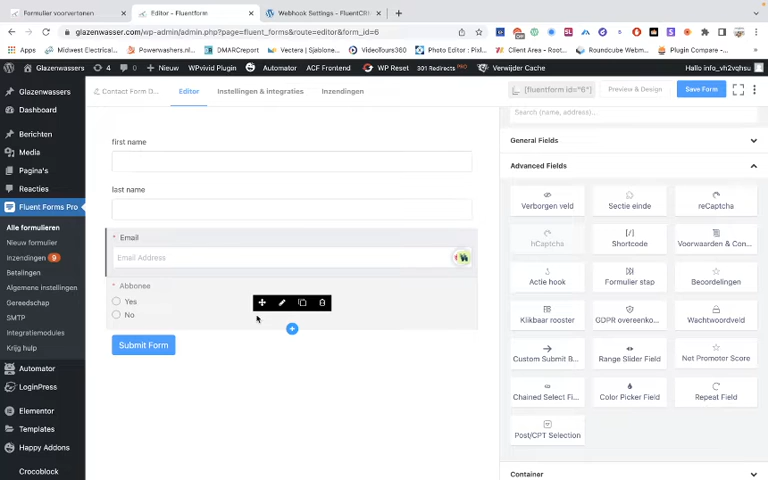 Formulier voorvertonen
Editor - Fluentform
Webhook Settings - FluentCRM
glazenwasser.com/wp-admin/admin.php?page=fluent_forms&route=editor&form_id=6
Apps
Midwest Electrical...
Powerwashers.nl...
DMARCreport
Vectera | Sjablone...
VideoTours360
Photo Editor : Pixl...
Client Area - Root...
Roundcube Webm...
Plugin Compare -...
Glazenwassers
4
0
Nieuw
WPvivid Plugin
Automator
ACF Frontend
WP Reset
301 Redirects PRO
Verwijder Cache
Hallo info_vh2vqhsu
Glazenwassers
Dashboard
Berichten
Media
Pagina's
Reacties
Fluent Forms Pro
Alle formulieren
Nieuw formulier
Inzendingen 9
Betalingen
Algemene instellingen
Gereedschap
SMTP
Integratiemodules
Krijg hulp
Automator
LoginPress
Elementor
Templates
Happy Addons
Crocoblock
Contact Form D...
Editor
Instellingen & integraties
Inzendingen
[fluentform id="6"]
Preview & Design
Save Form
first name
last name
* Email
Email Address
* Abbonee
Yes
No
Submit Form
Search (name, address)...
General Fields
Advanced Fields
Verborgen veld
Sectie einde
reCaptcha
hCaptcha
Shortcode
Voorwaarden & Con...
Actie hook
Formulier stap
Beoordelingen
Klikbaar rooster
GDPR overeenko...
Wachtwoordveld
Custom Submit B...
Range Slider Field
Net Promoter Score
Chained Select Fi...
Color Picker Field
Repeat Field
Post/CPT Selection
Container